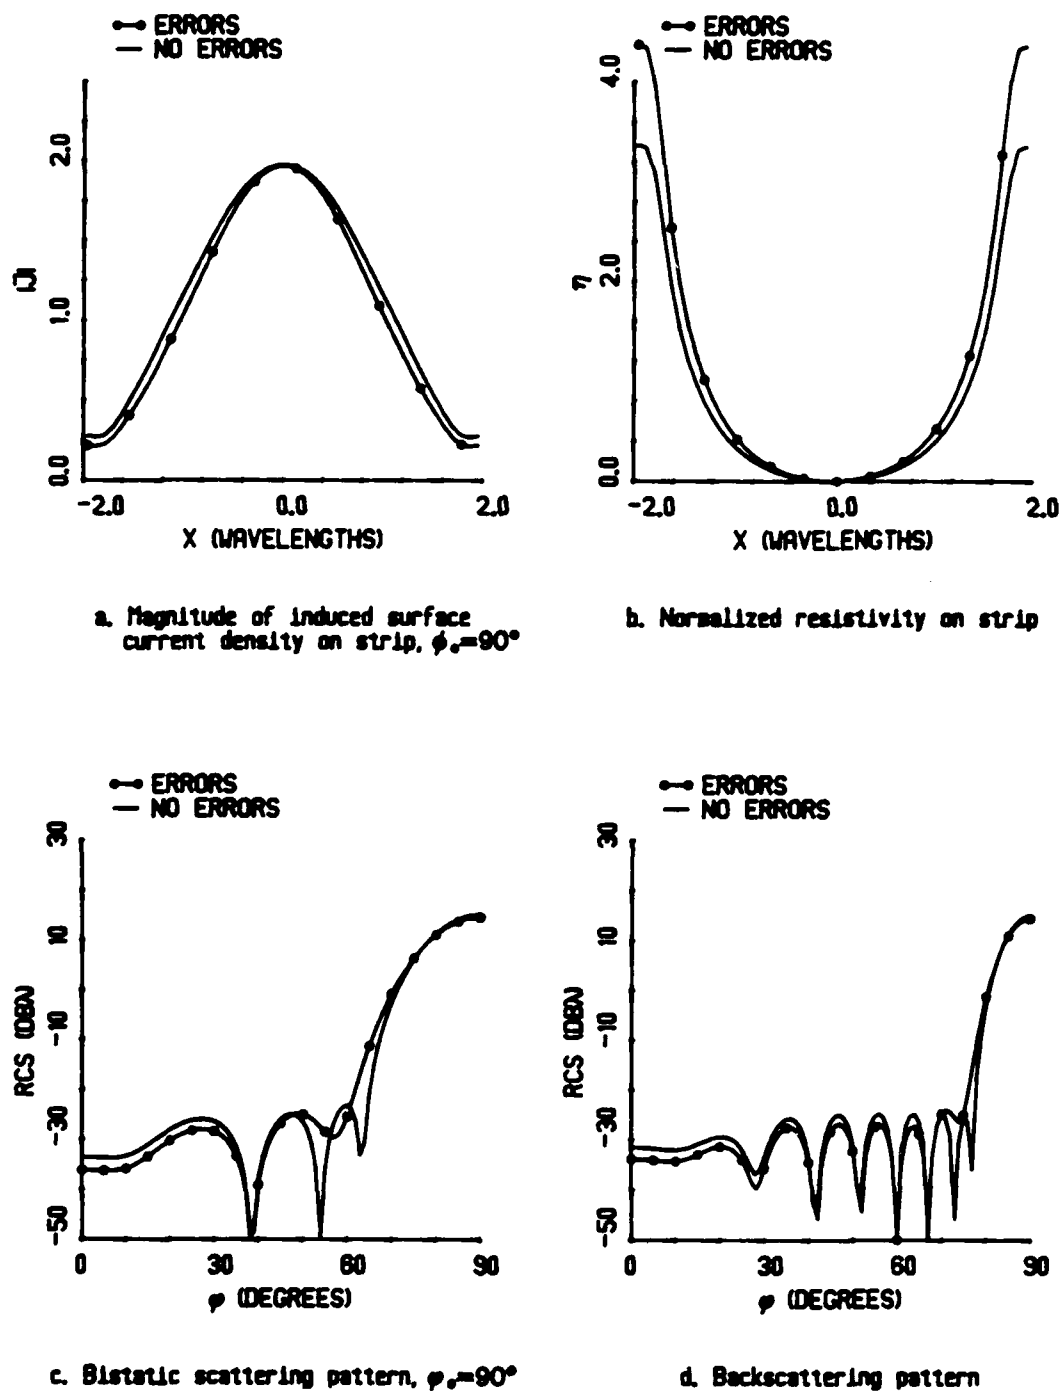 ERRORS
NO ERRORS
|J|
0.0 1.0 2.0
-2.0 0.0 2.0
X (WAVELENGTHS)
a. Magnitude of induced surface
current density on strip, φ₀=90°
ERRORS
NO ERRORS
η
0.0 2.0 4.0
-2.0 0.0 2.0
X (WAVELENGTHS)
b. Normalized resistivity on strip
ERRORS
NO ERRORS
RCS (DBλ)
-50 -30 -10 10 30
0 30 60 90
φ (DEGREES)
c. Bistatic scattering pattern, φ₀=90°
ERRORS
NO ERRORS
RCS (DBλ)
-50 -30 -10 10 30
0 30 60 90
φ (DEGREES)
d. Backscattering pattern